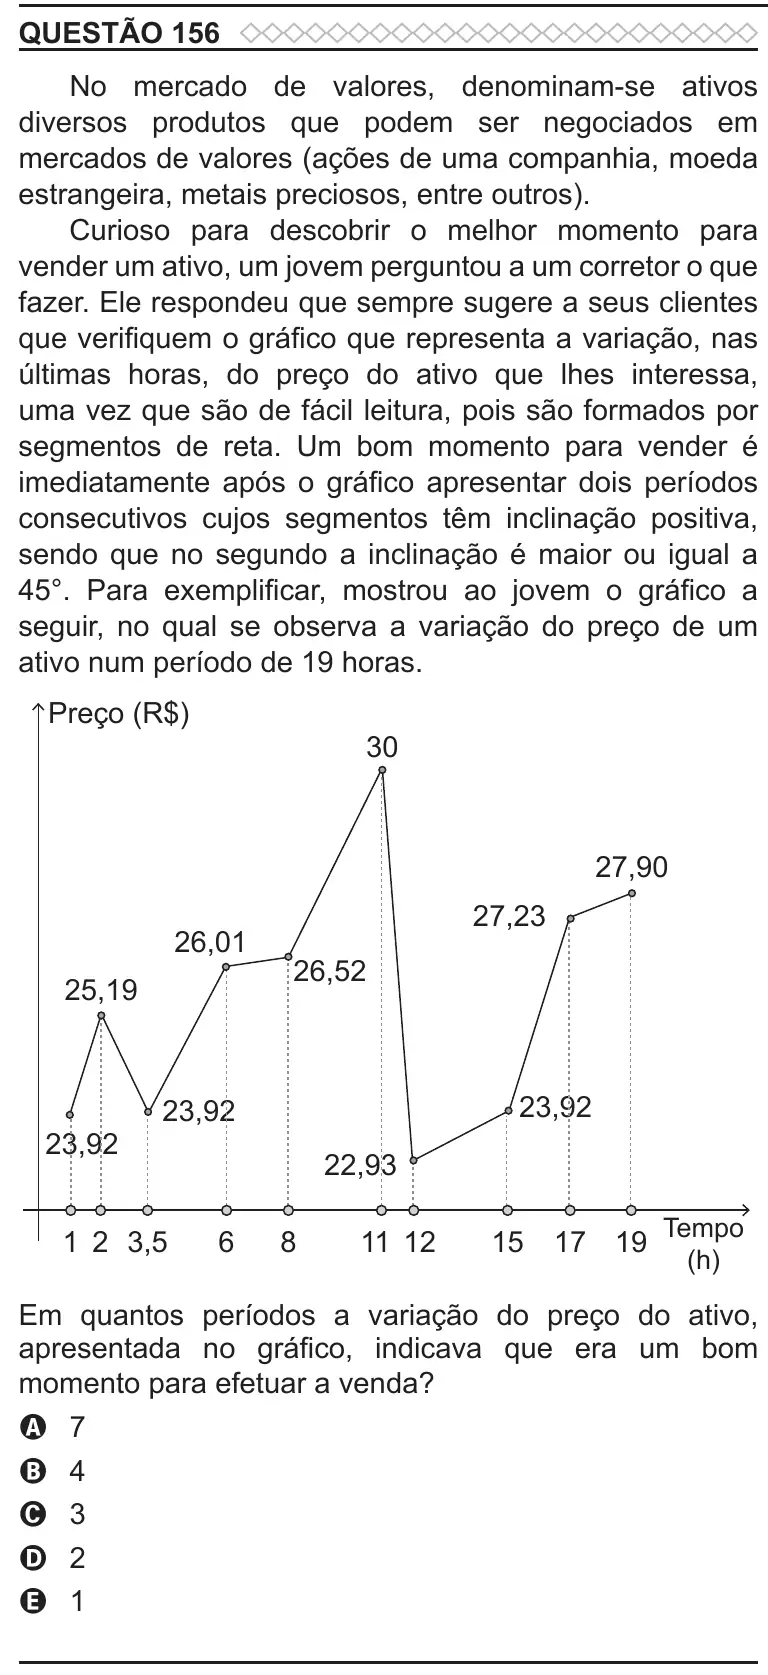 QUESTÃO 156
No mercado de valores, denominam-se ativos
diversos produtos que podem ser negociados em
mercados de valores (ações de uma companhia, moeda
estrangeira, metais preciosos, entre outros).
Curioso para descobrir o melhor momento para
vender um ativo, um jovem perguntou a um corretor o que
fazer. Ele respondeu que sempre sugere a seus clientes
que verifiquem o gráfico que representa a variação, nas
últimas horas, do preço do ativo que lhes interessa,
uma vez que são de fácil leitura, pois são formados por
segmentos de reta. Um bom momento para vender é
imediatamente após o gráfico apresentar dois períodos
consecutivos cujos segmentos têm inclinação positiva,
sendo que no segundo a inclinação é maior ou igual a
45°. Para exemplificar, mostrou ao jovem o gráfico a
seguir, no qual se observa a variação do preço de um
ativo num período de 19 horas.
Preço (R$)
30
27,90
27,23
26,01
26,52
25,19
23,92
23,92
23,92
22,93
1 2 3,5 6 8 11 12 15 17 19 Tempo
(h)
Em quantos períodos a variação do preço do ativo,
apresentada no gráfico, indicava que era um bom
momento para efetuar a venda?
A 7
B 4
C 3
D 2
E 1